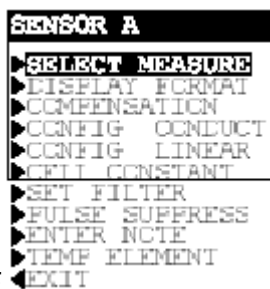 SENSOR A
SELECT MEASURE
DISPLAY FORMAT
COMPENSATION
CONFIG CONDUCT
CONFIG LINEAR
CELL CONSTANT
SET FILTER
PULSE SUPPRESS
ENTER NOTE
TEMP ELEMENT
EXIT